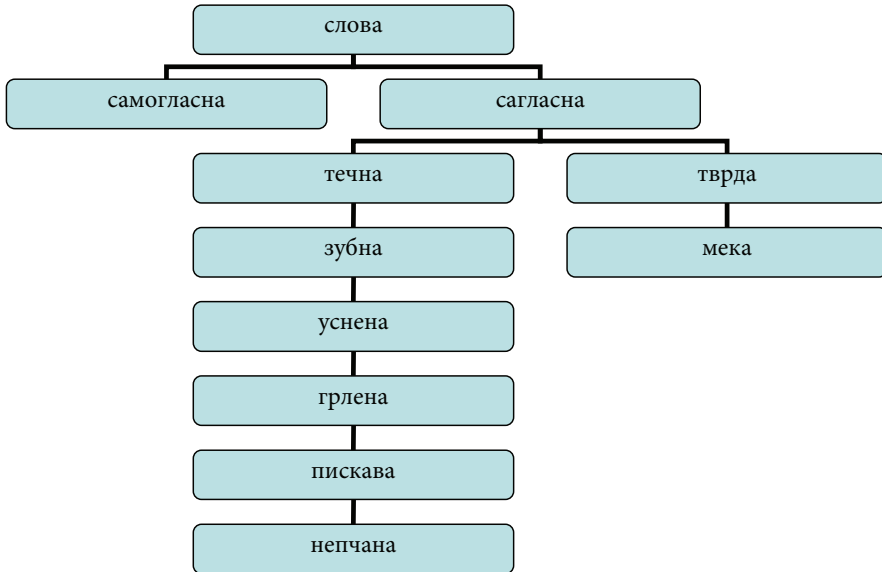 слова
самогласна
сагласна
течна
тврда
зубна
мека
уснена
грлена
пискава
непчана